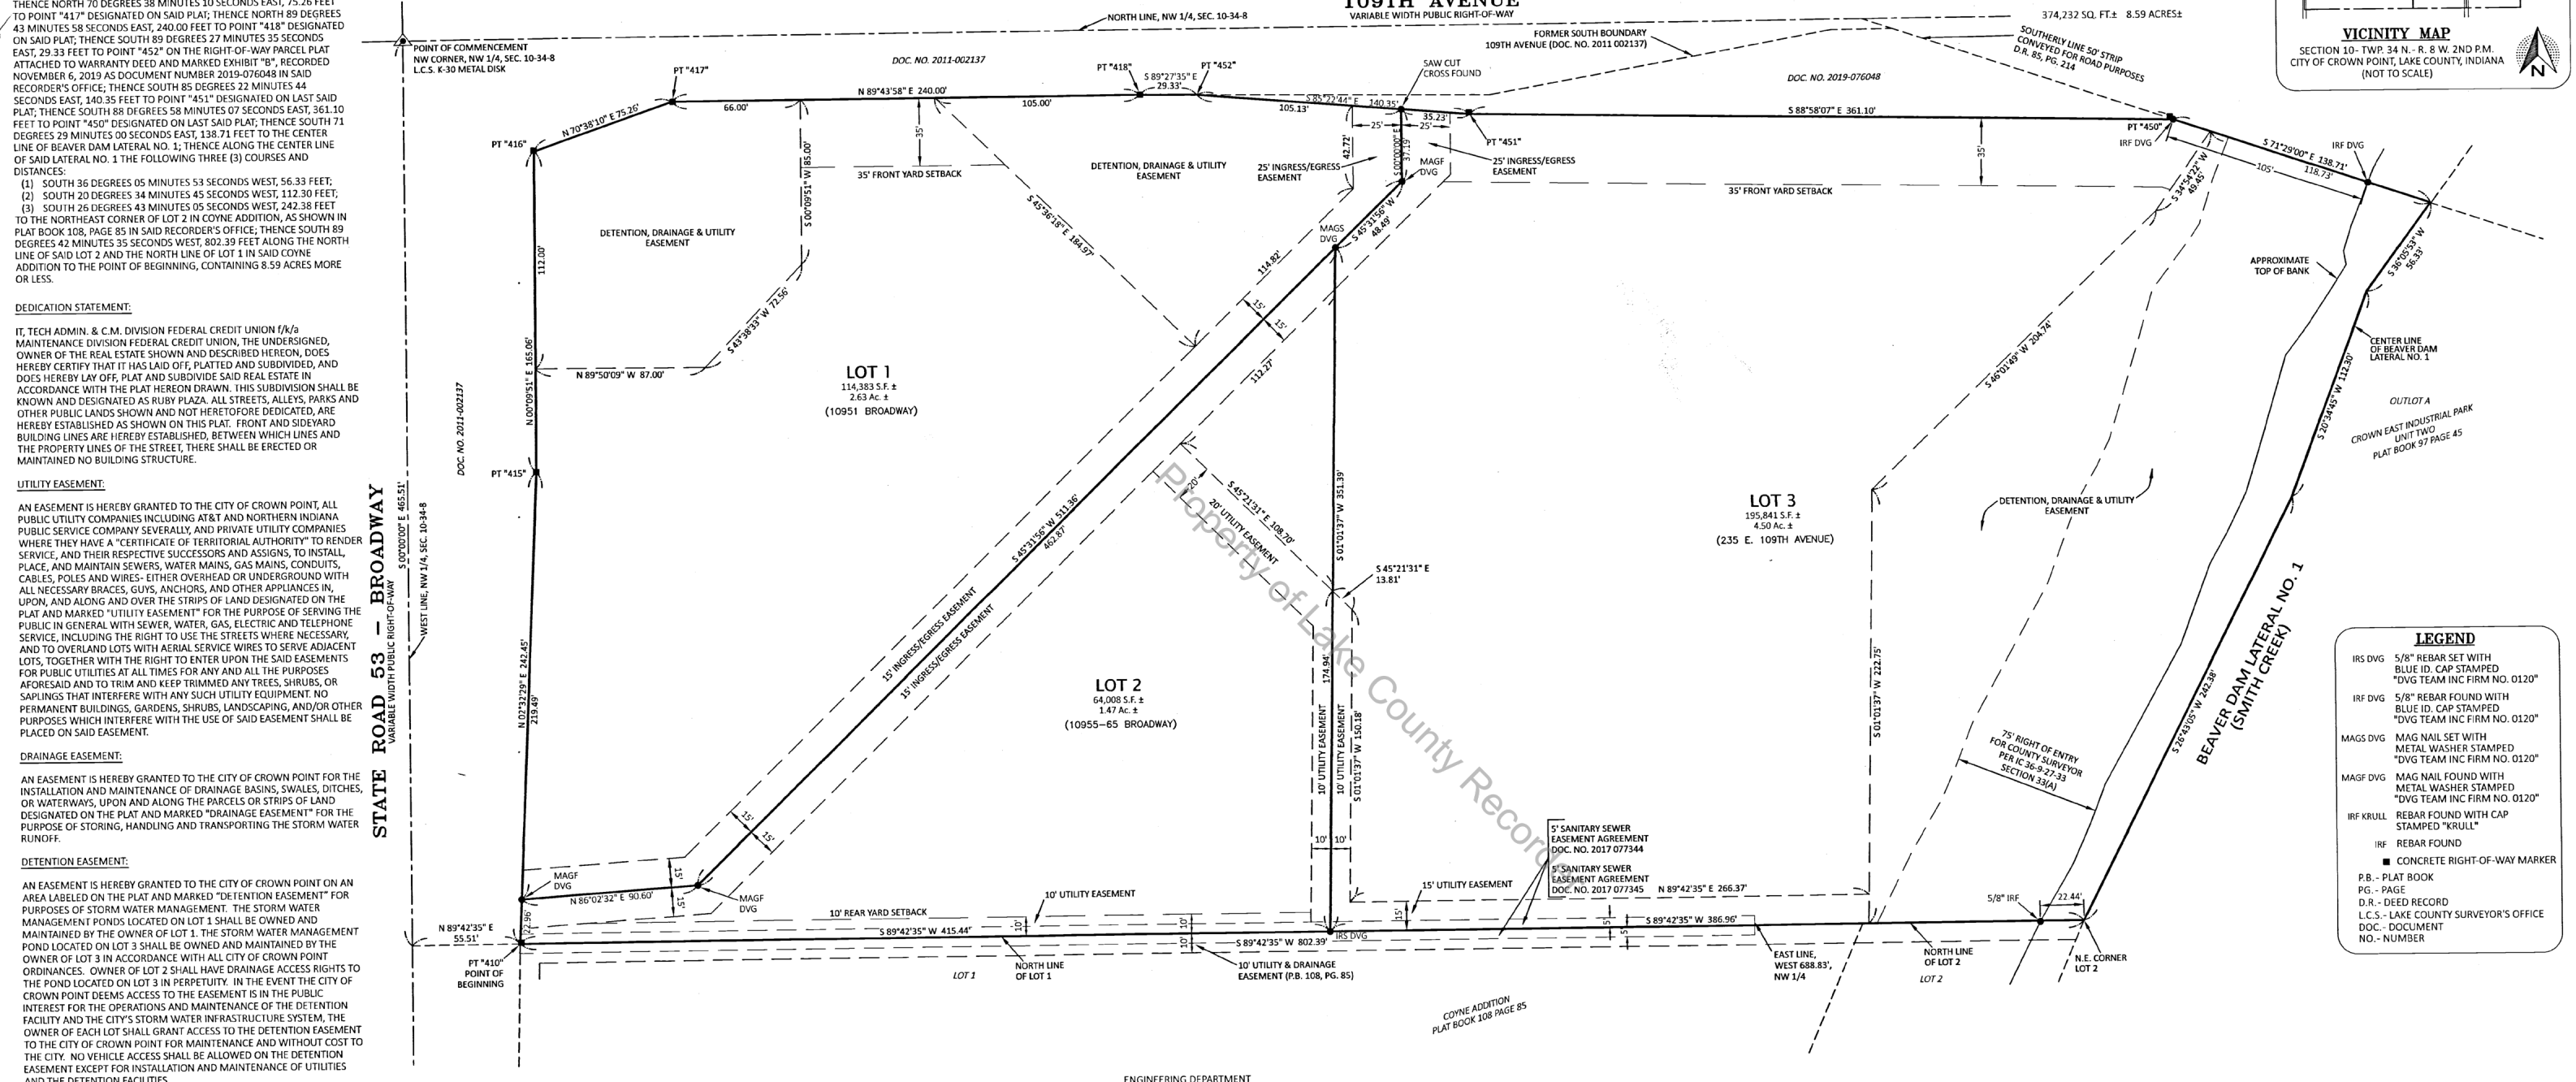 THENCE NORTH 70 DEGREES 38 MINUTES 10 SECONDS EAST, 75.26 FEET
TO POINT "417" DESIGNATED ON SAID PLAT; THENCE NORTH 89 DEGREES
43 MINUTES 58 SECONDS EAST, 240.00 FEET TO POINT "418" DESIGNATED
ON SAID PLAT; THENCE SOUTH 89 DEGREES 27 MINUTES 35 SECONDS
EAST, 29.33 FEET TO POINT "452" ON THE RIGHT-OF-WAY PARCEL PLAT
ATTACHED TO WARRANTY DEED AND MARKED EXHIBIT "B", RECORDED
NOVEMBER 6, 2019 AS DOCUMENT NUMBER 2019-076048 IN SAID
RECORDER'S OFFICE; THENCE SOUTH 85 DEGREES 22 MINUTES 44
SECONDS EAST, 140.35 FEET TO POINT "451" DESIGNATED ON LAST SAID
PLAT; THENCE SOUTH 88 DEGREES 58 MINUTES 07 SECONDS EAST, 361.10
FEET TO POINT "450" DESIGNATED ON LAST SAID PLAT; THENCE SOUTH 71
DEGREES 29 MINUTES 00 SECONDS EAST, 138.71 FEET TO THE CENTER
LINE OF BEAVER DAM LATERAL NO. 1; THENCE ALONG THE CENTER LINE
OF SAID LATERAL NO. 1 THE FOLLOWING THREE (3) COURSES AND
DISTANCES:
(1) SOUTH 36 DEGREES 05 MINUTES 53 SECONDS WEST, 56.33 FEET;
(2) SOUTH 20 DEGREES 34 MINUTES 45 SECONDS WEST, 112.30 FEET;
(3) SOUTH 26 DEGREES 43 MINUTES 05 SECONDS WEST, 242.38 FEET
TO THE NORTHEAST CORNER OF LOT 2 IN COYNE ADDITION, AS SHOWN IN
PLAT BOOK 108, PAGE 85 IN SAID RECORDER'S OFFICE; THENCE SOUTH 89
DEGREES 42 MINUTES 35 SECONDS WEST, 802.39 FEET ALONG THE NORTH
LINE OF SAID LOT 2 AND THE NORTH LINE OF LOT 1 IN SAID COYNE
ADDITION TO THE POINT OF BEGINNING, CONTAINING 8.59 ACRES MORE
OR LESS.
DEDICATION STATEMENT:
IT, TECH ADMIN. & C.M. DIVISION FEDERAL CREDIT UNION f/k/a
MAINTENANCE DIVISION FEDERAL CREDIT UNION, THE UNDERSIGNED,
OWNER OF THE REAL ESTATE SHOWN AND DESCRIBED HEREON, DOES
HEREBY CERTIFY THAT IT HAS LAID OFF, PLATTED AND SUBDIVIDED, AND
DOES HEREBY LAY OFF, PLAT AND SUBDIVIDE SAID REAL ESTATE IN
ACCORDANCE WITH THE PLAT HEREON DRAWN. THIS SUBDIVISION SHALL BE
KNOWN AND DESIGNATED AS RUBY PLAZA. ALL STREETS, ALLEYS, PARKS AND
OTHER PUBLIC LANDS SHOWN AND NOT HERETOFORE DEDICATED, ARE
HEREBY ESTABLISHED AS SHOWN ON THIS PLAT. FRONT AND SIDEYARD
BUILDING LINES ARE HEREBY ESTABLISHED, BETWEEN WHICH LINES AND
THE PROPERTY LINES OF THE STREET, THERE SHALL BE ERECTED OR
MAINTAINED NO BUILDING STRUCTURE.
UTILITY EASEMENT:
AN EASEMENT IS HEREBY GRANTED TO THE CITY OF CROWN POINT, ALL
PUBLIC UTILITY COMPANIES INCLUDING AT&T AND NORTHERN INDIANA
PUBLIC SERVICE COMPANY SEVERALLY, AND PRIVATE UTILITY COMPANIES
WHERE THEY HAVE A "CERTIFICATE OF TERRITORIAL AUTHORITY" TO RENDER
SERVICE, AND THEIR RESPECTIVE SUCCESSORS AND ASSIGNS, TO INSTALL,
PLACE, AND MAINTAIN SEWERS, WATER MAINS, GAS MAINS, CONDUITS,
CABLES, POLES AND WIRES- EITHER OVERHEAD OR UNDERGROUND WITH
ALL NECESSARY BRACES, GUYS, ANCHORS, AND OTHER APPLIANCES IN,
UPON, AND ALONG AND OVER THE STRIPS OF LAND DESIGNATED ON THE
PLAT AND MARKED "UTILITY EASEMENT" FOR THE PURPOSE OF SERVING THE
PUBLIC IN GENERAL WITH SEWER, WATER, GAS, ELECTRIC AND TELEPHONE
SERVICE, INCLUDING THE RIGHT TO USE THE STREETS WHERE NECESSARY,
AND TO OVERLAND LOTS WITH AERIAL SERVICE WIRES TO SERVE ADJACENT
LOTS, TOGETHER WITH THE RIGHT TO ENTER UPON THE SAID EASEMENTS
FOR PUBLIC UTILITIES AT ALL TIMES FOR ANY AND ALL THE PURPOSES
AFORESAID AND TO TRIM AND KEEP TRIMMED ANY TREES, SHRUBS, OR
SAPLINGS THAT INTERFERE WITH ANY SUCH UTILITY EQUIPMENT. NO
PERMANENT BUILDINGS, GARDENS, SHRUBS, LANDSCAPING, AND/OR OTHER
PURPOSES WHICH INTERFERE WITH THE USE OF SAID EASEMENT SHALL BE
PLACED ON SAID EASEMENT.
DRAINAGE EASEMENT:
AN EASEMENT IS HEREBY GRANTED TO THE CITY OF CROWN POINT FOR THE
INSTALLATION AND MAINTENANCE OF DRAINAGE BASINS, SWALES, DITCHES,
OR WATERWAYS, UPON AND ALONG THE PARCELS OR STRIPS OF LAND
DESIGNATED ON THE PLAT AND MARKED "DRAINAGE EASEMENT" FOR THE
PURPOSE OF STORING, HANDLING AND TRANSPORTING THE STORM WATER
RUNOFF.
DETENTION EASEMENT:
AN EASEMENT IS HEREBY GRANTED TO THE CITY OF CROWN POINT ON AN
AREA LABELED ON THE PLAT AND MARKED "DETENTION EASEMENT" FOR
PURPOSES OF STORM WATER MANAGEMENT. THE STORM WATER
MANAGEMENT PONDS LOCATED ON LOT 1 SHALL BE OWNED AND
MAINTAINED BY THE OWNER OF LOT 1. THE STORM WATER MANAGEMENT
POND LOCATED ON LOT 3 SHALL BE OWNED AND MAINTAINED BY THE
OWNER OF LOT 3 IN ACCORDANCE WITH ALL CITY OF CROWN POINT
ORDINANCES. OWNER OF LOT 2 SHALL HAVE DRAINAGE ACCESS RIGHTS TO
THE POND LOCATED ON LOT 3 IN PERPETUITY. IN THE EVENT THE CITY OF
CROWN POINT DEEMS ACCESS TO THE EASEMENT IS IN THE PUBLIC
INTEREST FOR THE OPERATIONS AND MAINTENANCE OF THE DETENTION
FACILITY AND THE CITY'S STORM WATER INFRASTRUCTURE SYSTEM, THE
OWNER OF EACH LOT SHALL GRANT ACCESS TO THE DETENTION EASEMENT
TO THE CITY OF CROWN POINT FOR MAINTENANCE AND WITHOUT COST TO
THE CITY. NO VEHICLE ACCESS SHALL BE ALLOWED ON THE DETENTION
EASEMENT EXCEPT FOR INSTALLATION AND MAINTENANCE OF UTILITIES
AND THE DETENTION FACILITIES.
109TH AVENUE
VARIABLE WIDTH PUBLIC RIGHT-OF-WAY
NORTH LINE, NW 1/4, SEC. 10-34-8
374,232 SQ. FT.± 8.59 ACRES±
POINT OF COMMENCEMENT
NW CORNER, NW 1/4, SEC. 10-34-8
L.C.S. K-30 METAL DISK
DOC. NO. 2011-002137
FORMER SOUTH BOUNDARY
109TH AVENUE (DOC. NO. 2011 002137)
SOUTHERLY LINE 50' STRIP
CONVEYED FOR ROAD PURPOSES
D.R. 85, PG. 214
DOC. NO. 2019-076048
VICINITY MAP
SECTION 10- TWP. 34 N.- R. 8 W. 2ND P.M.
CITY OF CROWN POINT, LAKE COUNTY, INDIANA
(NOT TO SCALE)
N
PT "416"
N 70°38'10" E 75.26'
PT "417"
66.00'
N 89°43'58" E 240.00'
105.00'
PT "418"
S 89°27'35" E
29.33'
PT "452"
S 85°22'44" E 140.35'
105.13'
SAW CUT
CROSS FOUND
35.23'
25'
25'
PT "451"
S 88°58'07" E 361.10'
PT "450"
IRF DVG
S 71°29'00" E 138.71'
118.73'
105'
IRF DVG
S 34°54'22" W
49.45'
35'
35' FRONT YARD SETBACK
35'
35' FRONT YARD SETBACK
DETENTION, DRAINAGE & UTILITY
EASEMENT
S 00°09'51" W 85.00'
S 43°38'33" W 72.56'
N 89°50'09" W 87.00'
S 45°36'18" E 184.97'
DETENTION, DRAINAGE & UTILITY
EASEMENT
42.72'
25' INGRESS/EGRESS
EASEMENT
S 00°00'00" E
37.19'
MAGF
DVG
25' INGRESS/EGRESS
EASEMENT
S 45°31'56" W
48.49'
MAGS
DVG
114.82'
15'
15'
112.27'
112.00'
N 00°09'51" E 165.06'
PT "415"
DOC. NO. 2011-002137
STATE ROAD 53 – BROADWAY
VARIABLE WIDTH PUBLIC RIGHT-OF-WAY
S 00°00'00" E 465.51'
WEST LINE, NW 1/4, SEC. 10-34-8
N 02°32'29" E 242.45'
219.49'
LOT 1
114,383 S.F. ±
2.63 Ac. ±
(10951 BROADWAY)
S 45°31'56" W 511.36'
462.87'
15' INGRESS/EGRESS EASEMENT
15' INGRESS/EGRESS EASEMENT
20'
S 45°21'31" E 108.70'
20' UTILITY EASEMENT
S 01°01'37" W 351.39'
S 45°21'31" E
13.81'
LOT 2
64,008 S.F. ±
1.47 Ac. ±
(10955-65 BROADWAY)
174.94'
10' UTILITY EASEMENT
10' UTILITY EASEMENT
S 01°01'37" W 150.18'
10'
10'
LOT 3
195,841 S.F. ±
4.50 Ac. ±
(235 E. 109TH AVENUE)
S 46°01'49" W 204.74'
S 01°01'37" W 222.75'
DETENTION, DRAINAGE & UTILITY
EASEMENT
APPROXIMATE
TOP OF BANK
S 36°05'53" W
56.33'
CENTER LINE
OF BEAVER DAM
LATERAL NO. 1
S 20°34'45" W 112.30'
OUTLOT A
CROWN EAST INDUSTRIAL PARK
UNIT TWO
PLAT BOOK 97 PAGE 45
S 26°43'05" W 242.38'
BEAVER DAM LATERAL NO. 1
(SMITH CREEK)
75' RIGHT OF ENTRY
FOR COUNTY SURVEYOR
PER IC 36-9-27-33
SECTION 33(A)
Property of Lake County Recorder
LEGEND
IRS DVG 5/8" REBAR SET WITH
BLUE ID. CAP STAMPED
"DVG TEAM INC FIRM NO. 0120"
IRF DVG 5/8" REBAR FOUND WITH
BLUE ID. CAP STAMPED
"DVG TEAM INC FIRM NO. 0120"
MAGS DVG MAG NAIL SET WITH
METAL WASHER STAMPED
"DVG TEAM INC FIRM NO. 0120"
MAGF DVG MAG NAIL FOUND WITH
METAL WASHER STAMPED
"DVG TEAM INC FIRM NO. 0120"
IRF KRULL REBAR FOUND WITH CAP
STAMPED "KRULL"
IRF REBAR FOUND
■ CONCRETE RIGHT-OF-WAY MARKER
P.B.- PLAT BOOK
PG.- PAGE
D.R.- DEED RECORD
L.C.S.- LAKE COUNTY SURVEYOR'S OFFICE
DOC.- DOCUMENT
NO.- NUMBER
15'
15'
MAGF
DVG
N 86°02'32" E 90.60'
15'
15'
MAGF
DVG
22.96'
N 89°42'35" E
55.51'
PT "410"
POINT OF
BEGINNING
10' REAR YARD SETBACK
10'
10' UTILITY EASEMENT
S 89°42'35" W 415.44'
10'
10'
S 89°42'35" W 802.39'
IRS DVG
NORTH LINE
OF LOT 1
LOT 1
10' UTILITY & DRAINAGE
EASEMENT (P.B. 108, PG. 85)
15' UTILITY EASEMENT
15'
5' SANITARY SEWER
EASEMENT AGREEMENT
DOC. NO. 2017 077344
5' SANITARY SEWER
EASEMENT AGREEMENT
DOC. NO. 2017 077345
N 89°42'35" E 266.37'
5'
5'
S 89°42'35" W 386.96'
5/8" IRF
22.44'
EAST LINE,
WEST 688.83',
NW 1/4
NORTH LINE
OF LOT 2
LOT 2
N.E. CORNER
LOT 2
COYNE ADDITION
PLAT BOOK 108 PAGE 85
ENGINEERING DEPARTMENT